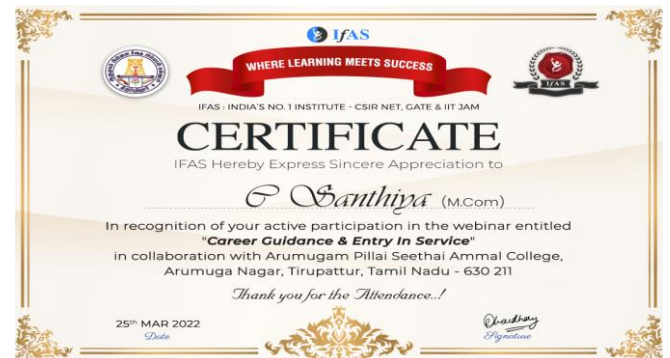 IFAS
WHERE LEARNING MEETS SUCCESS
IFAS
IFAS : INDIA'S NO. 1 INSTITUTE - CSIR NET, GATE & IIT JAM
CERTIFICATE
IFAS Hereby Express Sincere Appreciation to
C Santhiya (M.Com)
In recognition of your active participation in the webinar entitled
"Career Guidance & Entry In Service"
in collaboration with Arumugam Pillai Seethai Ammal College,
Arumuga Nagar, Tirupattur, Tamil Nadu - 630 211
Thank you for the Attendance..!
25th MAR 2022
Date
Signature